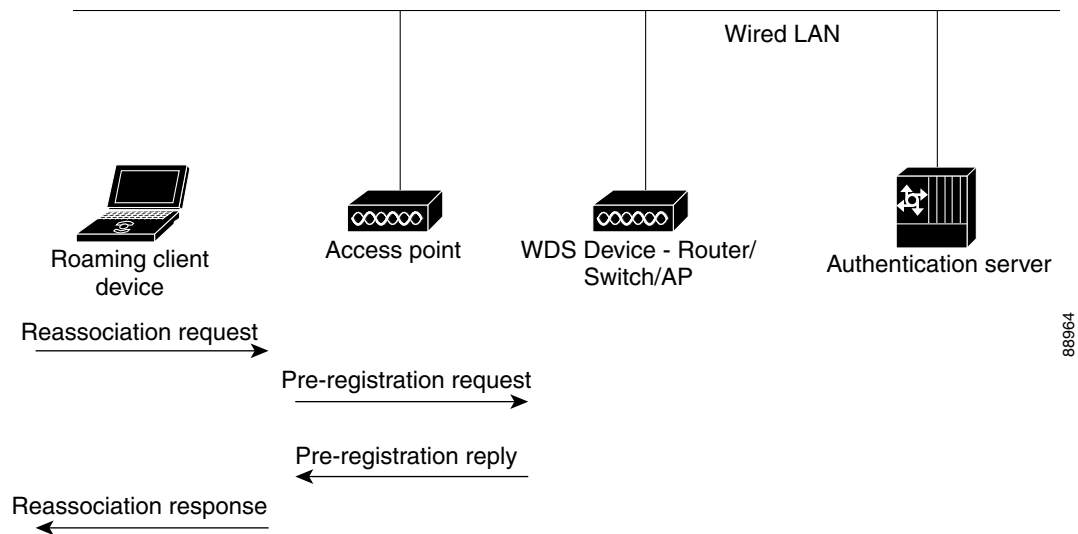 Wired LAN
Roaming client
device
Access point
WDS Device - Router/
Switch/AP
Authentication server
88964
Reassociation request
Pre-registration request
Pre-registration reply
Reassociation response